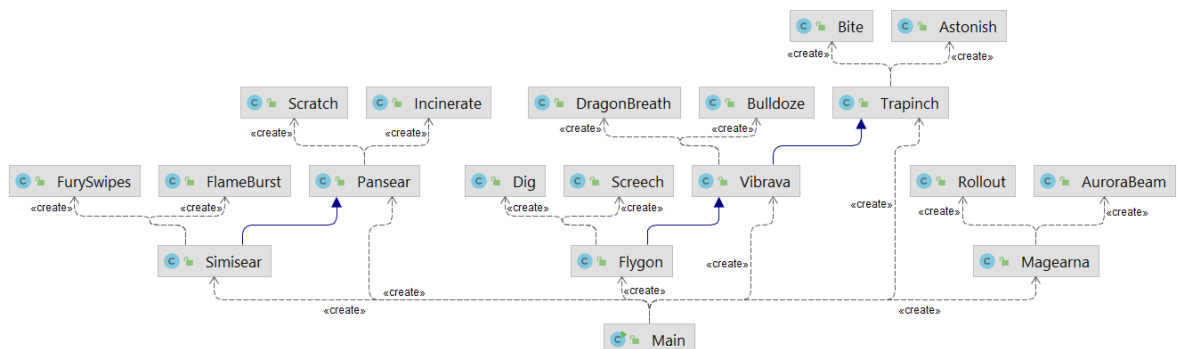 Bite Astonish
«create» «create»
Scratch Incinerate DragonBreath Bulldoze Trapinch
«create» «create» «create» «create»
FurySwipes FlameBurst Pansear Dig Screech Vibrava Rollout AuroraBeam
«create» «create» «create» «create» «create» «create» «create»
Simisear Flygon «create» Magearna
«create» «create» «create» «create»
Main